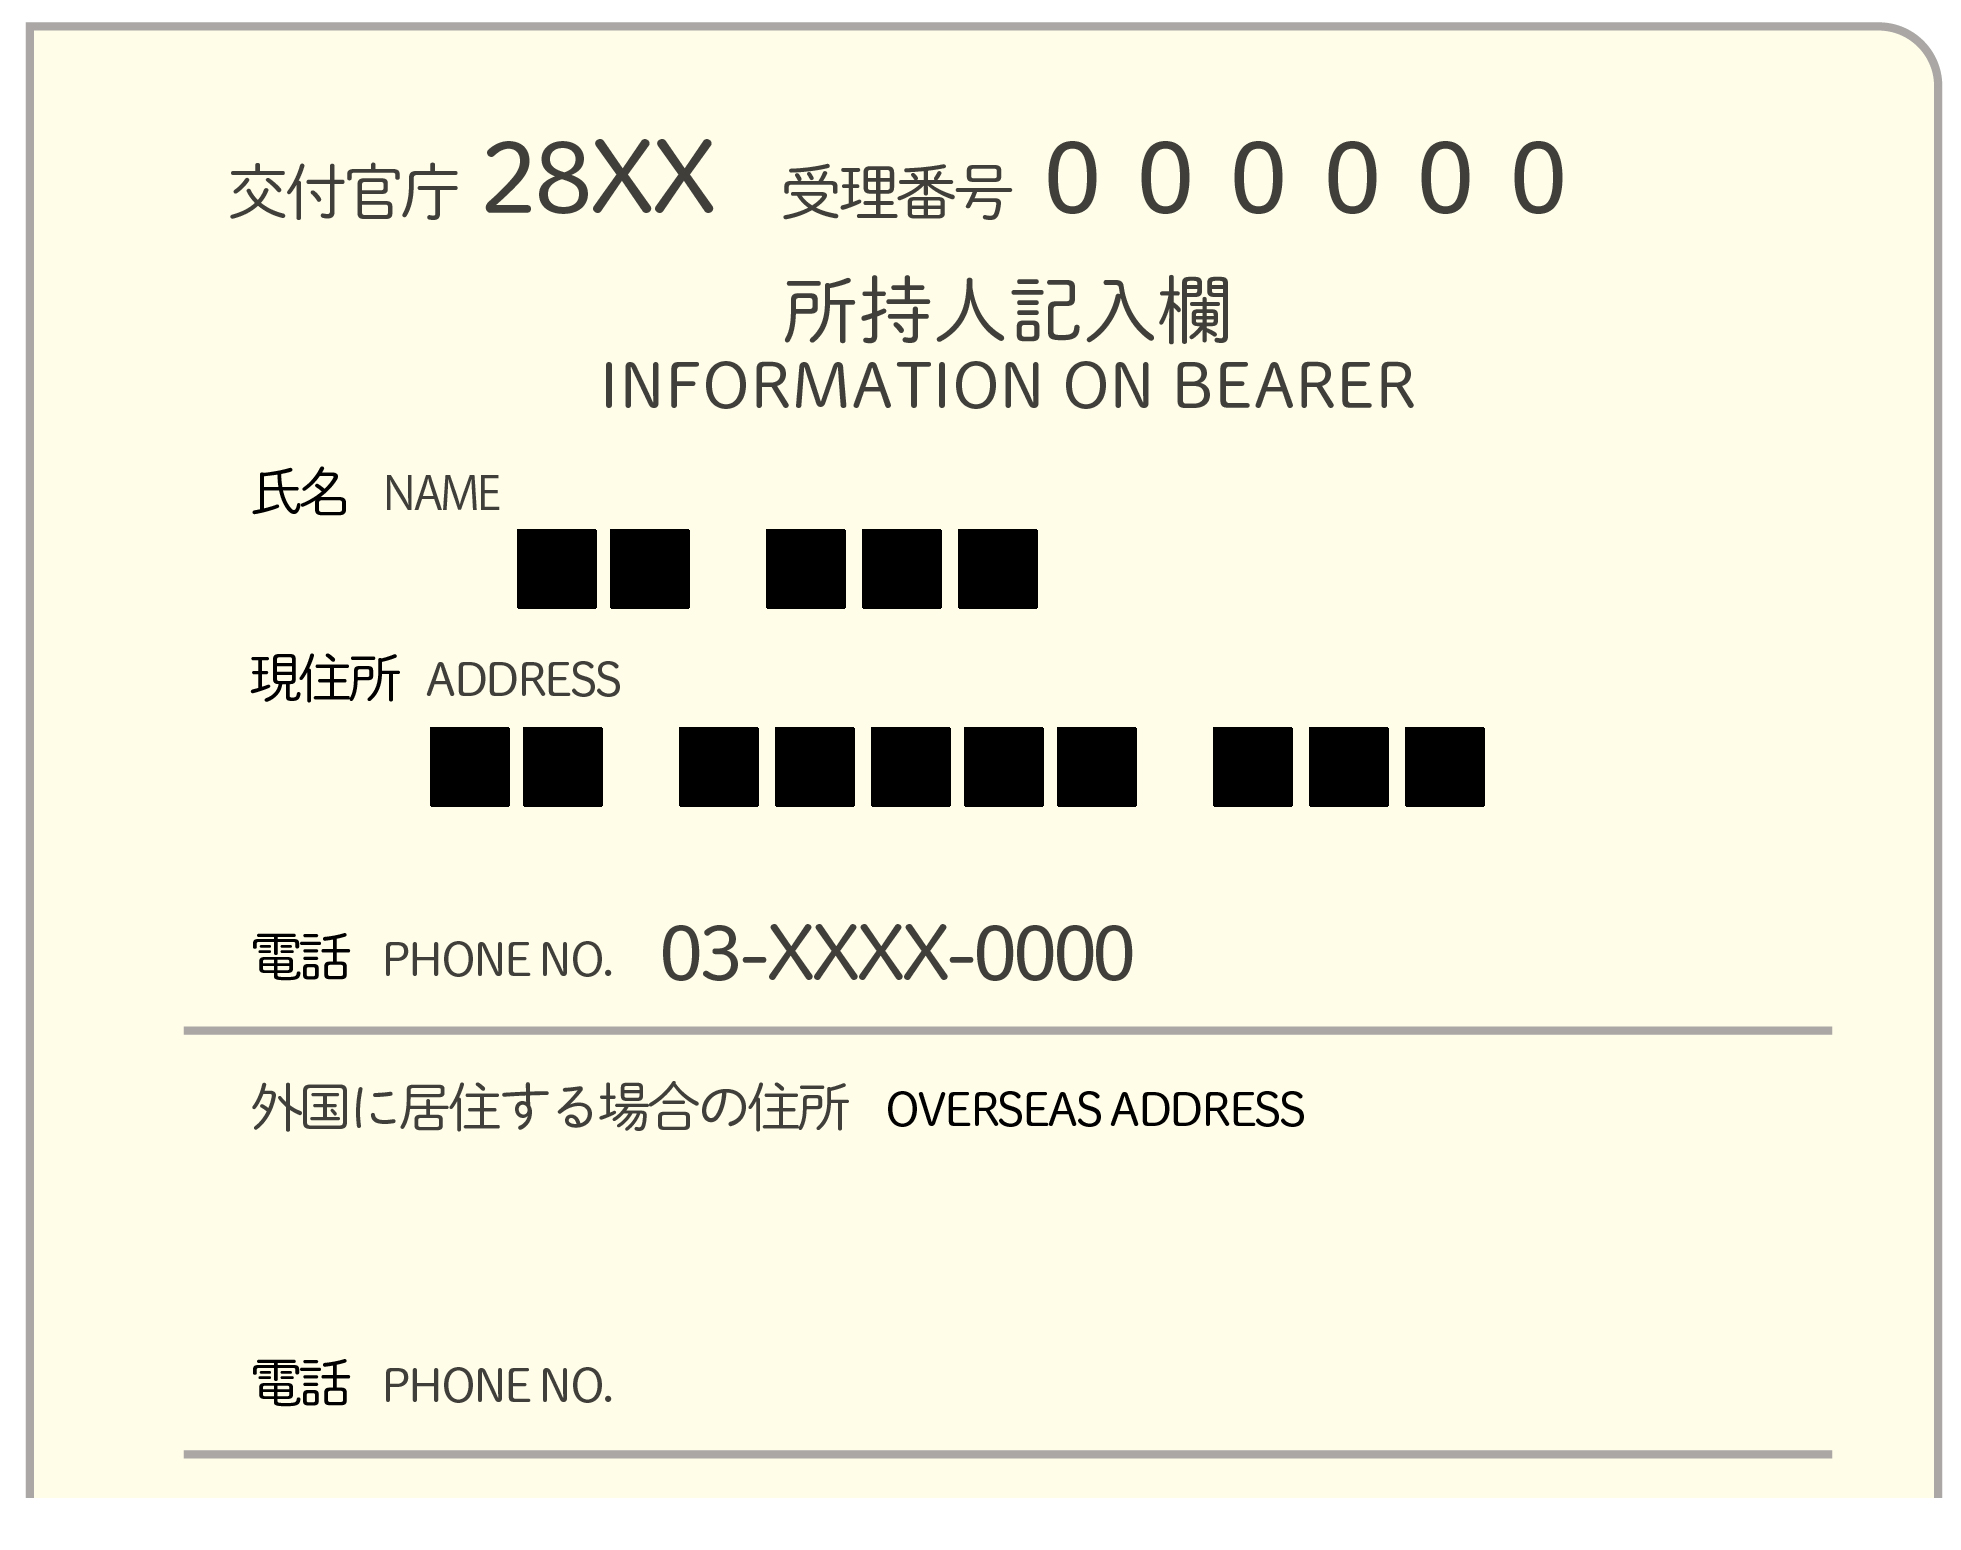 交付官庁 28XX 受理番号 0 0 0 0 0 0
所持人記入欄
INFORMATION ON BEARER
氏名 NAME
■■ ■■■
現住所 ADDRESS
■■ ■■■■■ ■■■
電話 PHONE NO. 03-XXXX-0000
外国に居住する場合の住所 OVERSEAS ADDRESS
電話 PHONE NO.